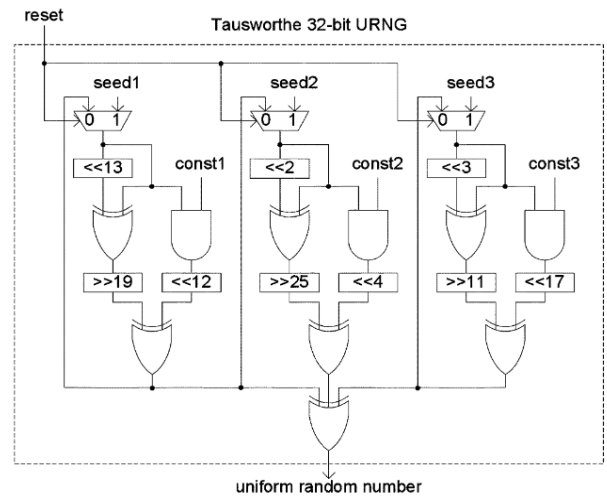 reset
Tausworthe 32-bit URNG
seed1 seed2 seed3
0 1 0 1 0 1
<<13 const1 <<2 const2 <<3 const3
>>19 <<12 >>25 <<4 >>11 <<17
uniform random number